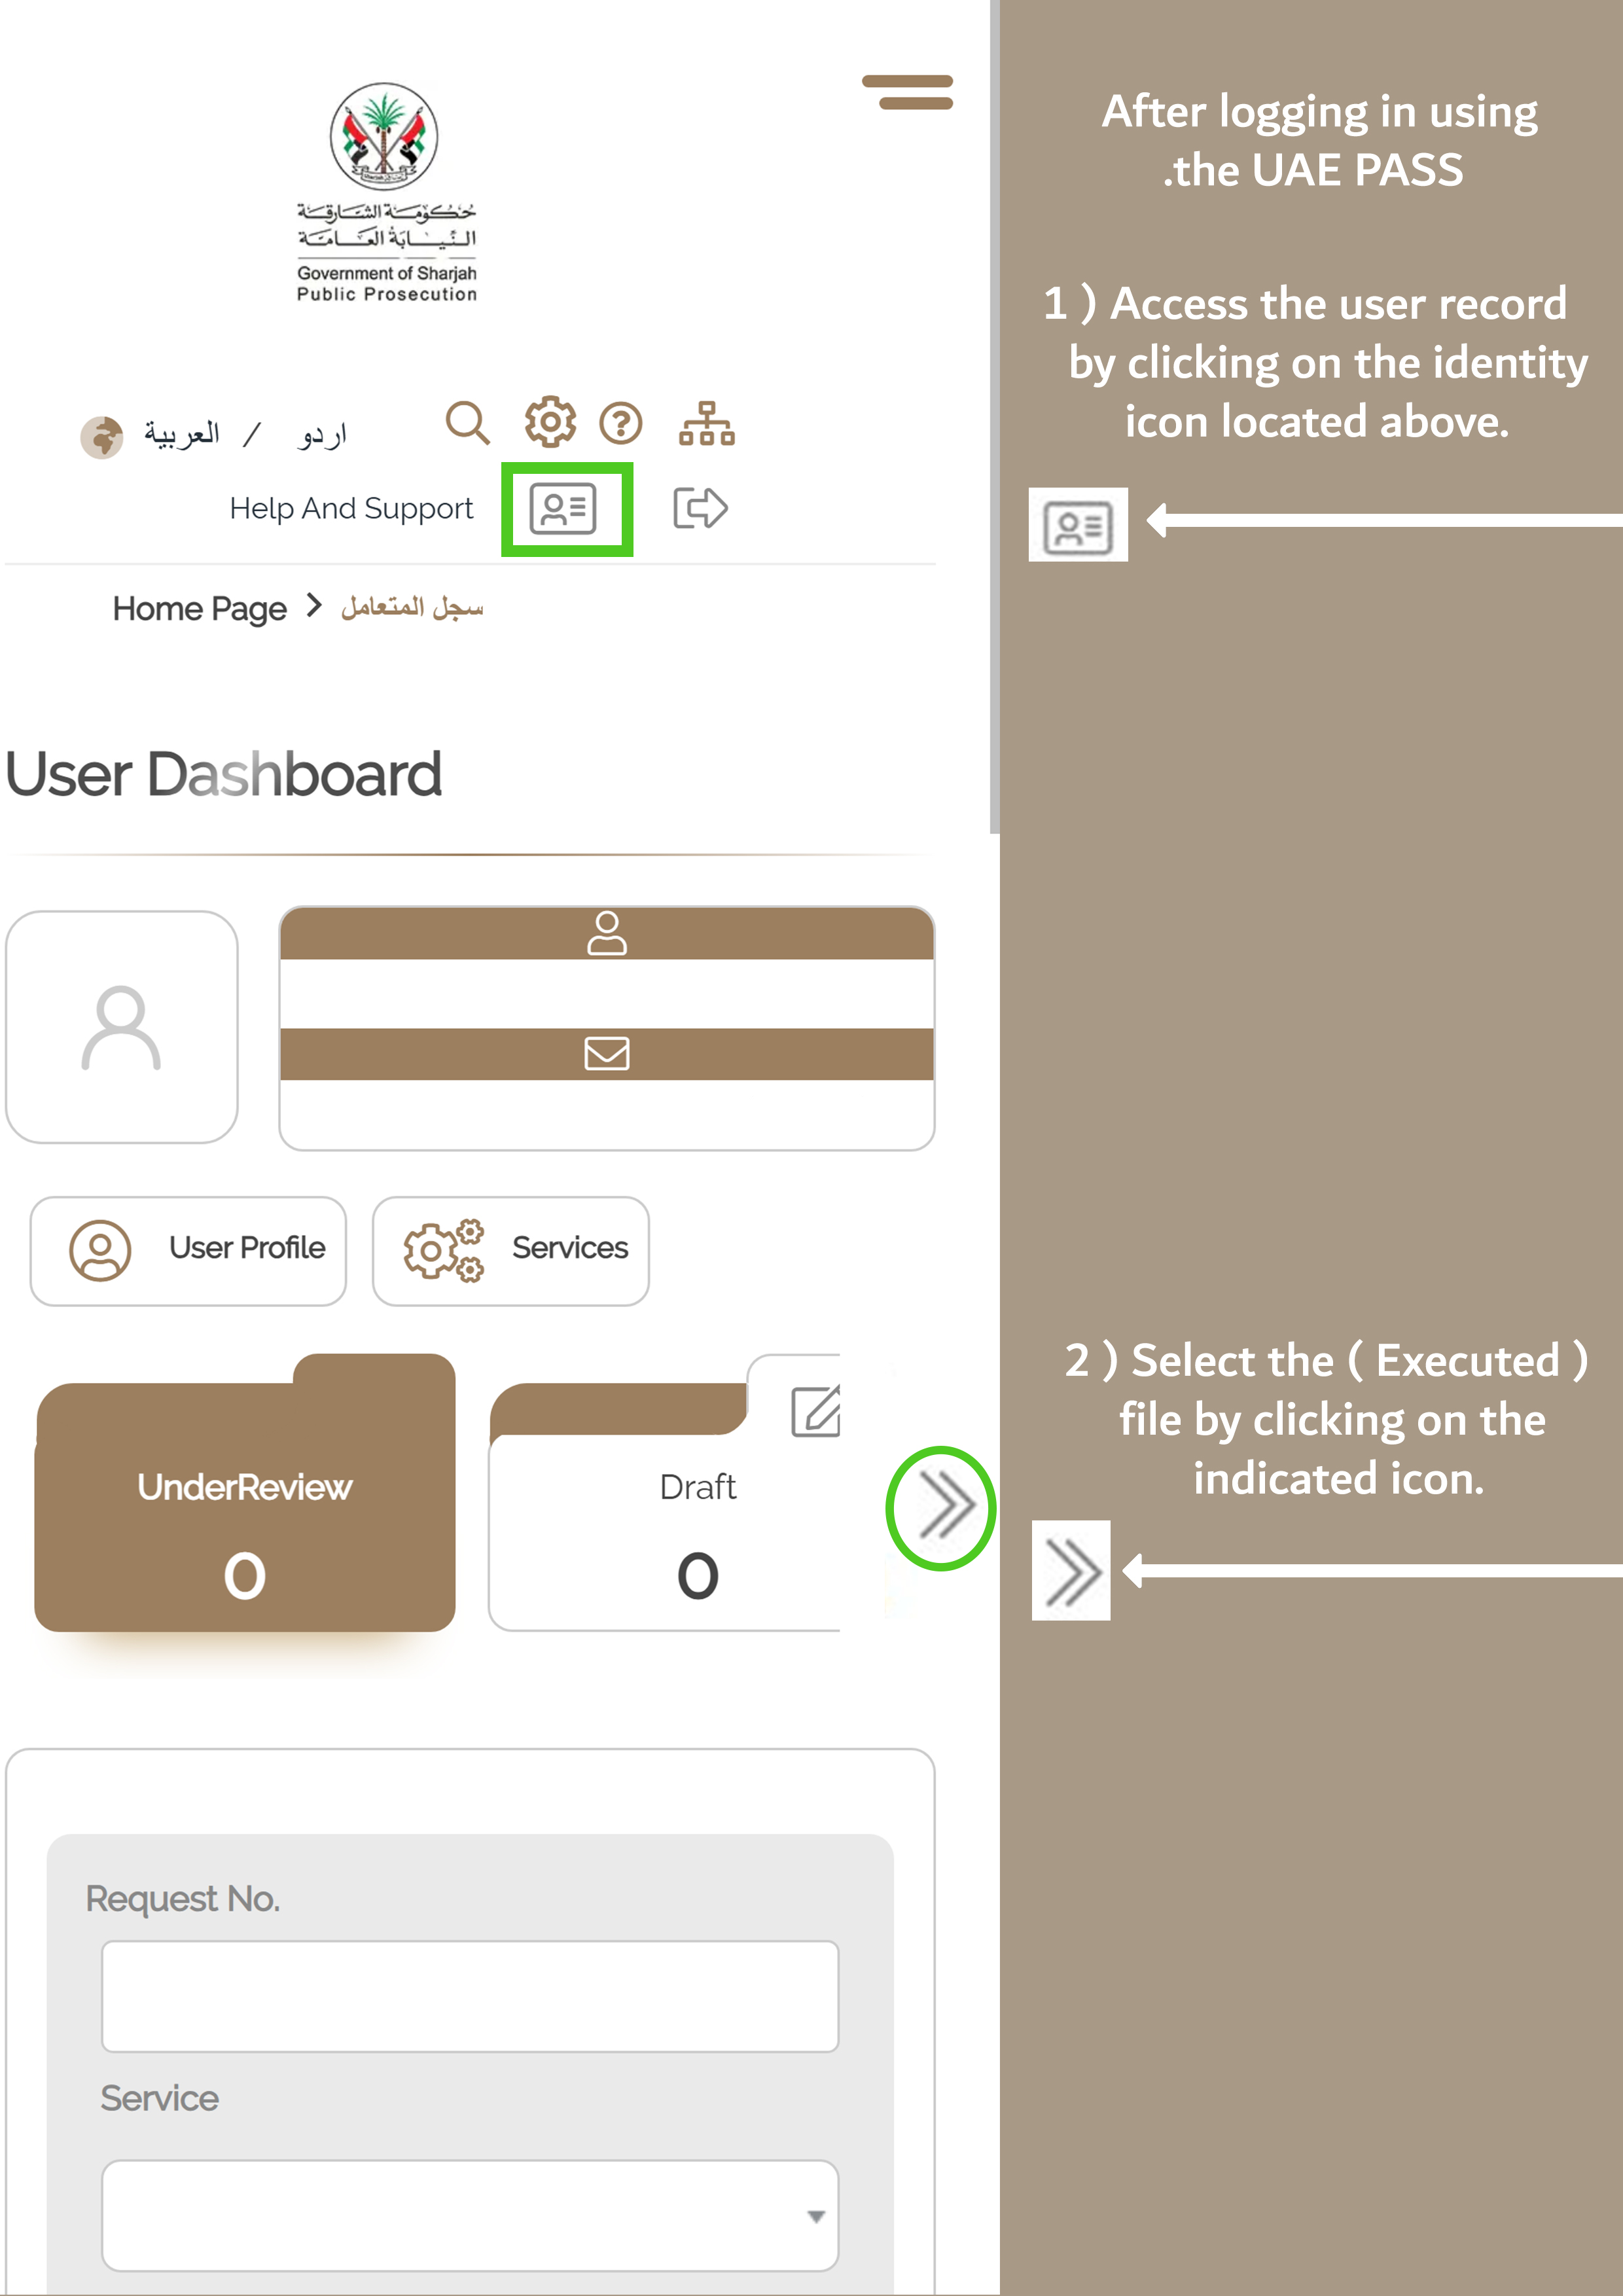 حكومة الشارقة
النيابة العامة
Government of Sharjah
Public Prosecution
العربية / اردو
Help And Support
Home Page > سجل المتعامل
User Dashboard
User Profile
Services
UnderReview
0
Draft
0
Request No.
Service
After logging in using
.the UAE PASS
1 ) Access the user record
by clicking on the identity
icon located above.
2 ) Select the ( Executed )
file by clicking on the
indicated icon.